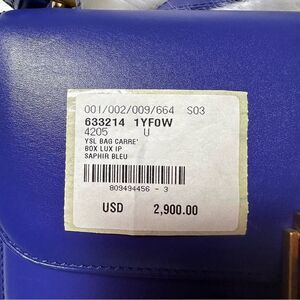 001/002/009/664 S03
633214 1YF0W
4205 U
YSL BAG CARRE'
BOX LUX IP
SAPHIR BLEU
809494456 - 3
USD 2,900.00